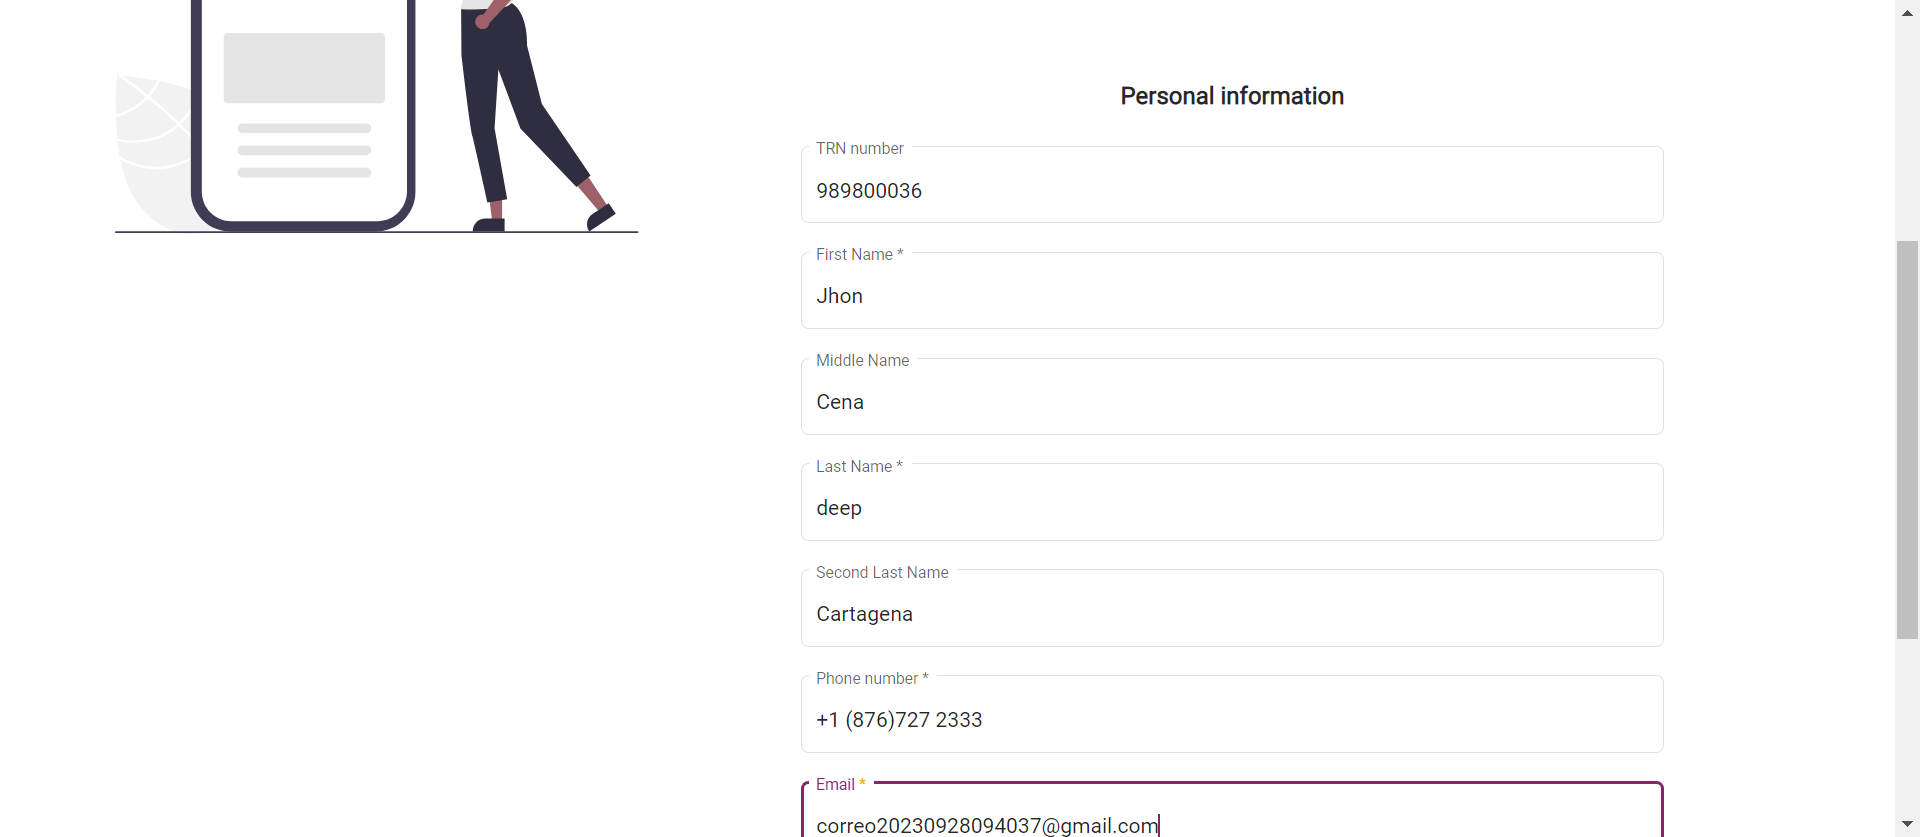 Personal information
TRN number
989800036
First Name *
Jhon
Middle Name
Cena
Last Name *
deep
Second Last Name
Cartagena
Phone number *
+1 (876)727 2333
Email *
correo20230928094037@gmail.com